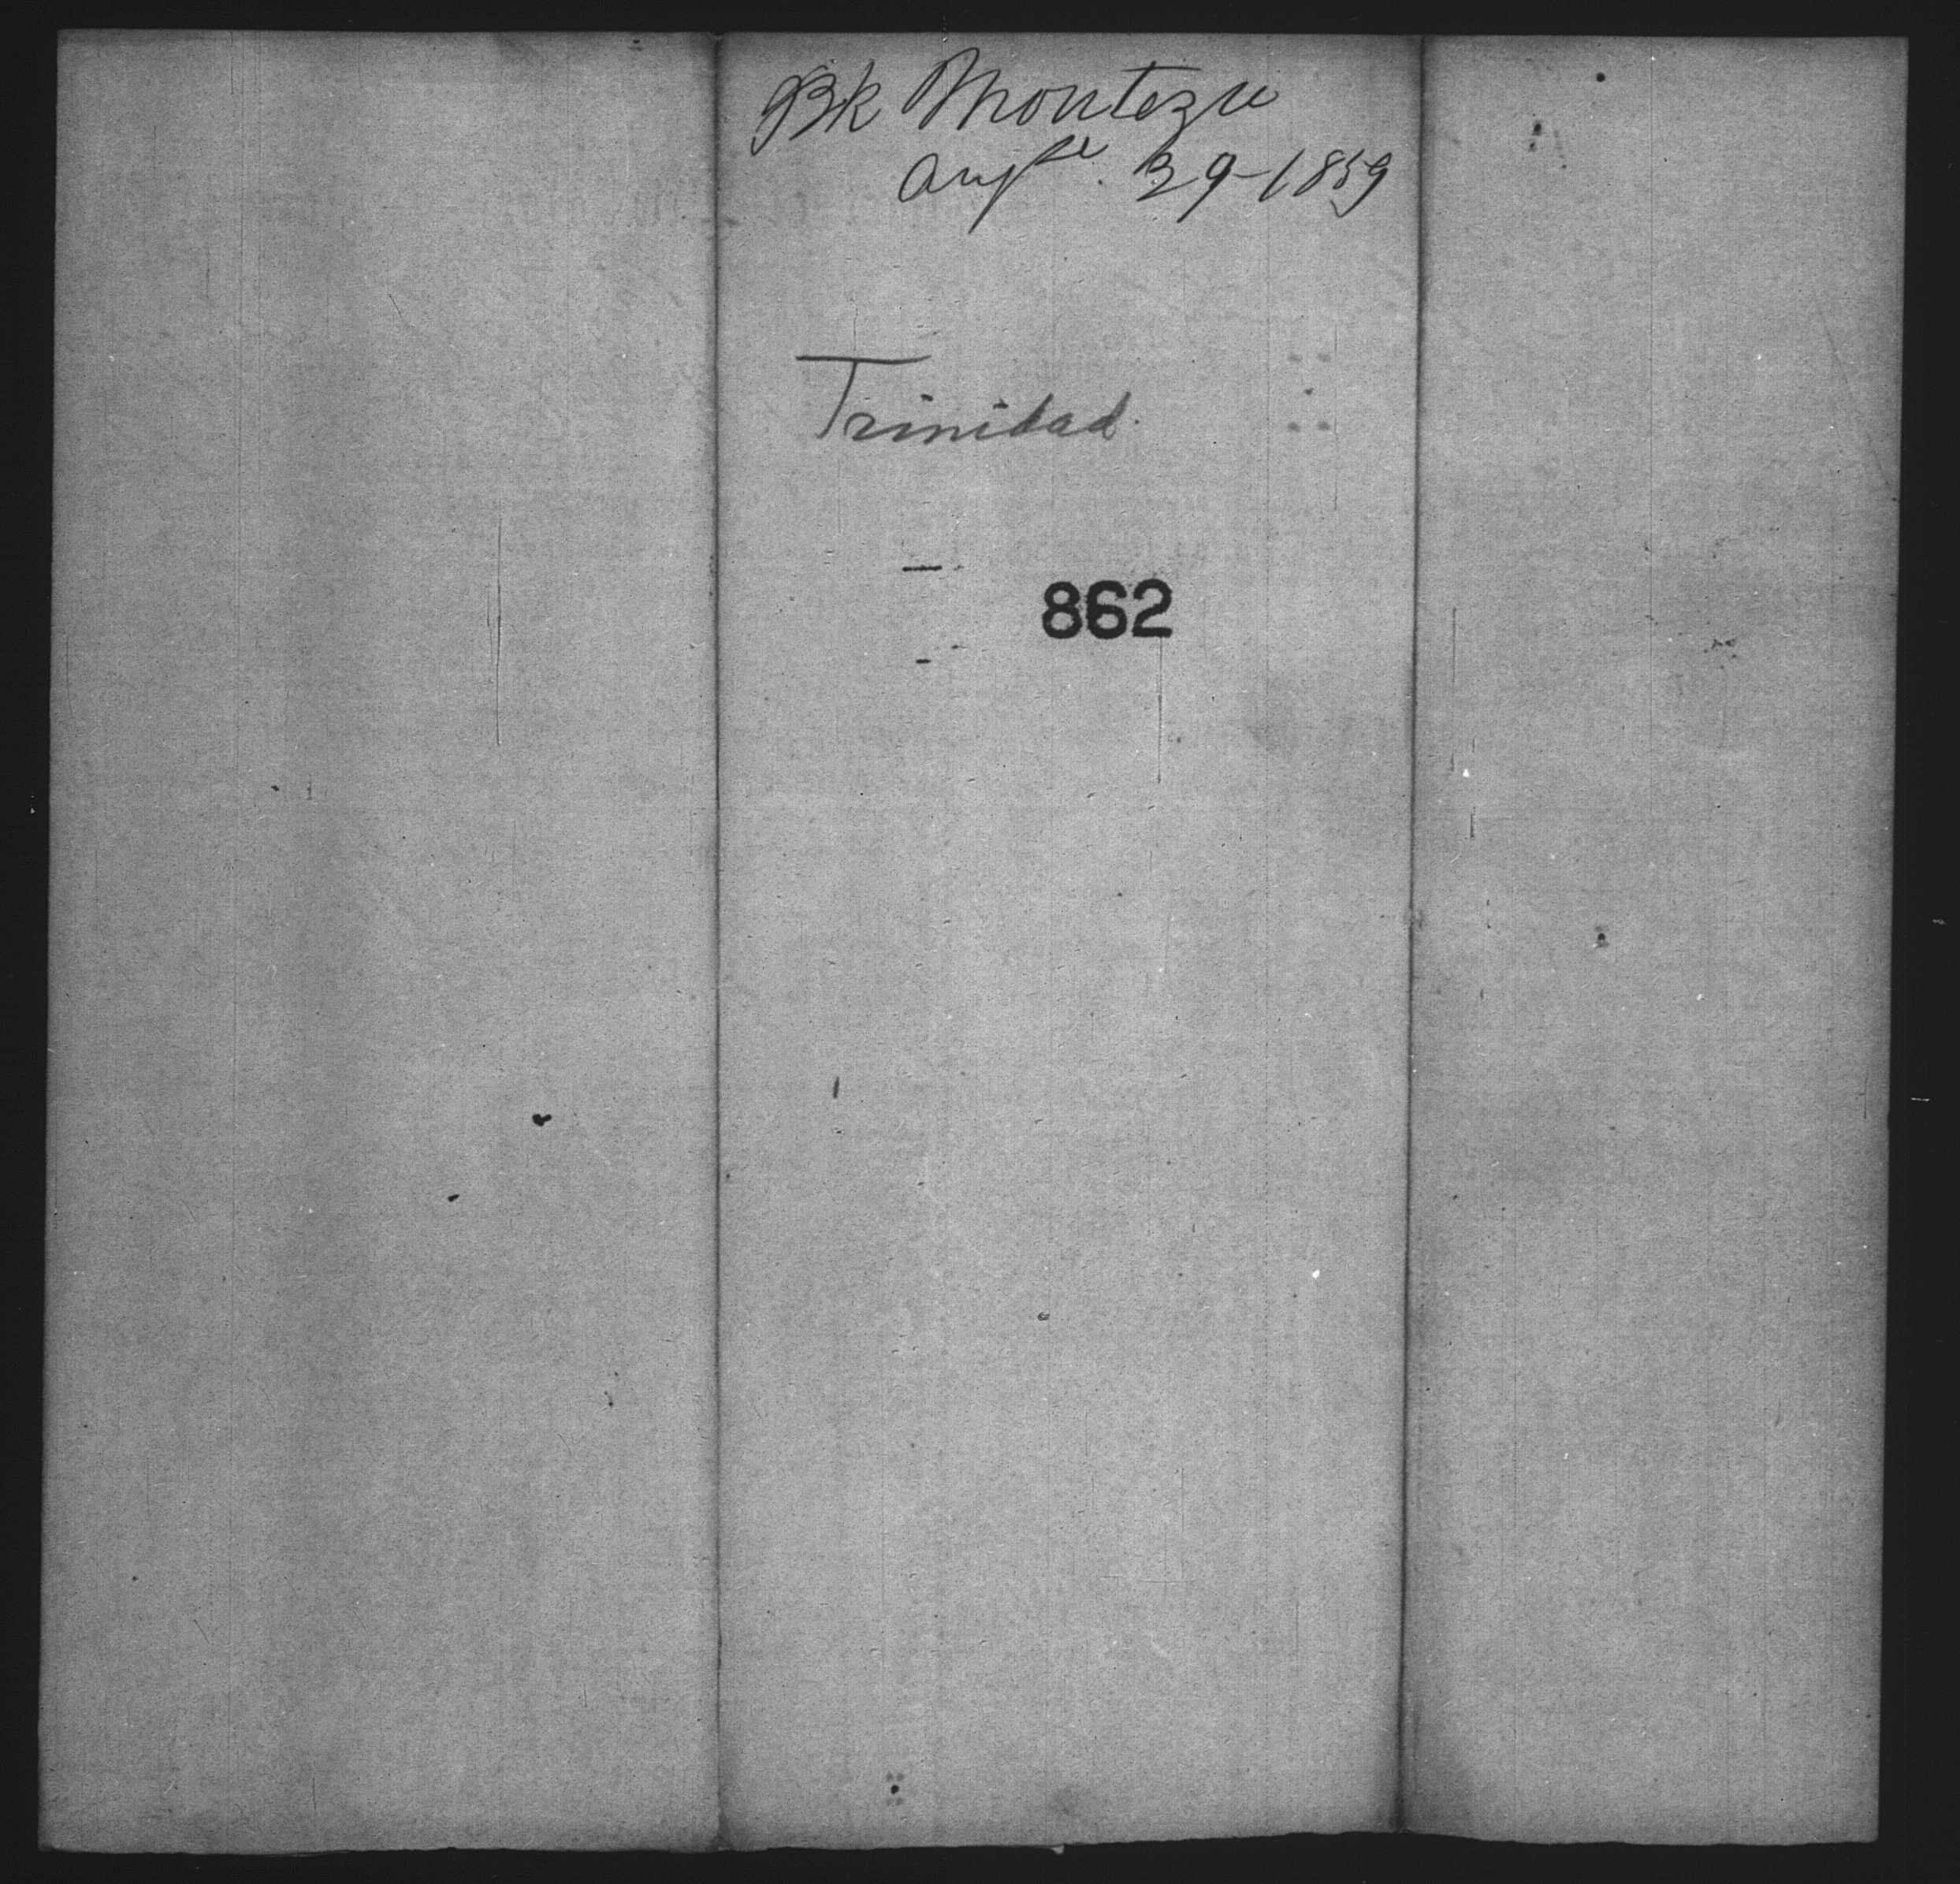 Bk Montezu
Aug 29-1859
Trinidad.
862